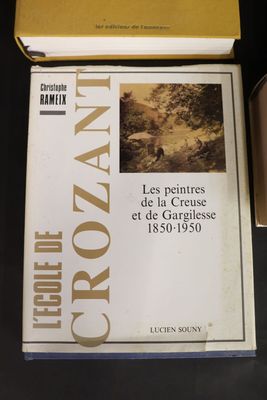 les éditions de l'amateur
Christophe
RAMEIX
L'ECOLE DE
CROZANT
Les peintres
de la Creuse
et de Gargilesse
1850-1950
LUCIEN SOUNY